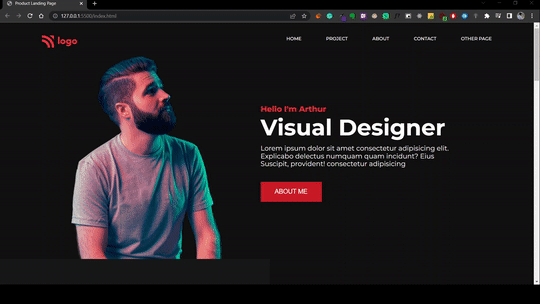 Product Landing Page
127.0.0.1:5500/index.html
logo
HOME PROJECT ABOUT CONTACT OTHER PAGE
Hello I'm Arthur
Visual Designer
Lorem ipsum dolor sit amet consectetur adipisicing elit.
Explicabo delectus numquam quam incidunt? Eius
Suscipit, provident! consectetur adipisicing
ABOUT ME